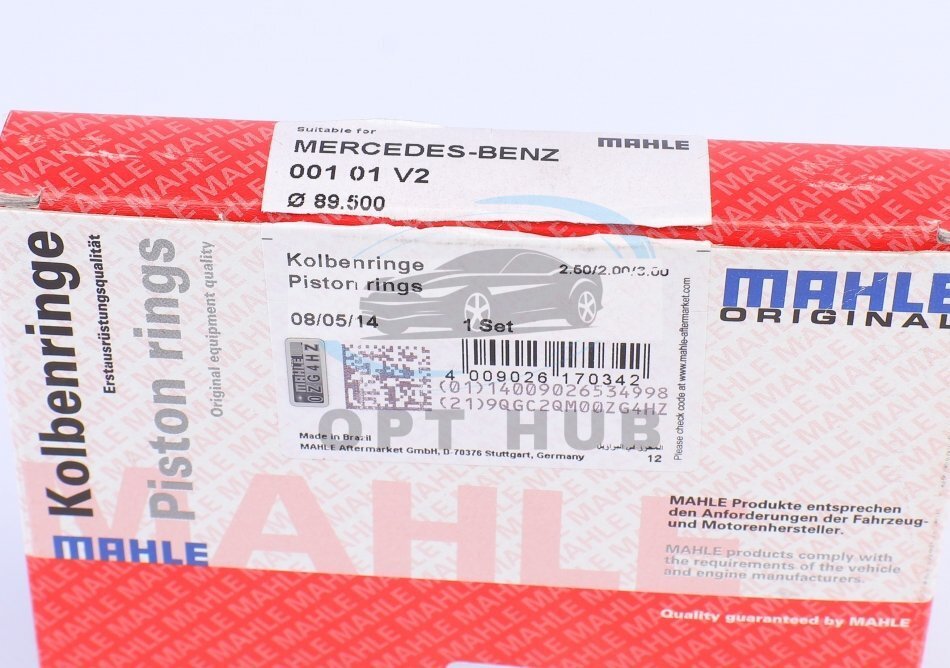 Suitable for
MERCEDES-BENZ
MAHLE
001 01 V2
Ø 89.500
Kolbenringe
Piston rings
2.50/2.00/3.00
08/05/14
1 Set
MAHLE
0ZG4HZ
4 009026 170342
(01)14009026534998
(21)9QGC2QM00ZG4HZ
OPT HUB
Made in Brazil
MAHLE Aftermarket GmbH, D-70376 Stuttgart, Germany
12
Please check code at www.mahle-aftermarket.com
Kolbenringe
Erstausrüstungsqualität
Piston rings
Original equipment quality
MAHLE
MAHLE
ORIGINAL
MAHLE
MAHLE Produkte entsprechen
den Anforderungen der Fahrzeug-
und Motorenhersteller.
MAHLE products comply with
the requirements of the vehicle
and engine manufacturers.
Quality guaranteed by MAHLE